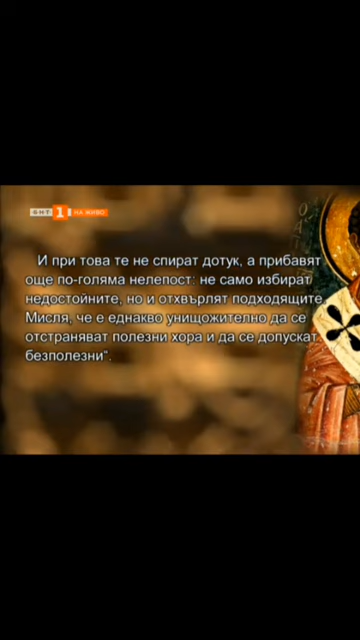 БНТ 1 НА ЖИВО
И при това те не спират дотук, а прибавят
още по-голяма нелепост: не само избират
недостойните, но и отхвърлят подходящите.
Мисля, че е еднакво унищожително да се
отстраняват полезни хора и да се допускат
безполезни“.